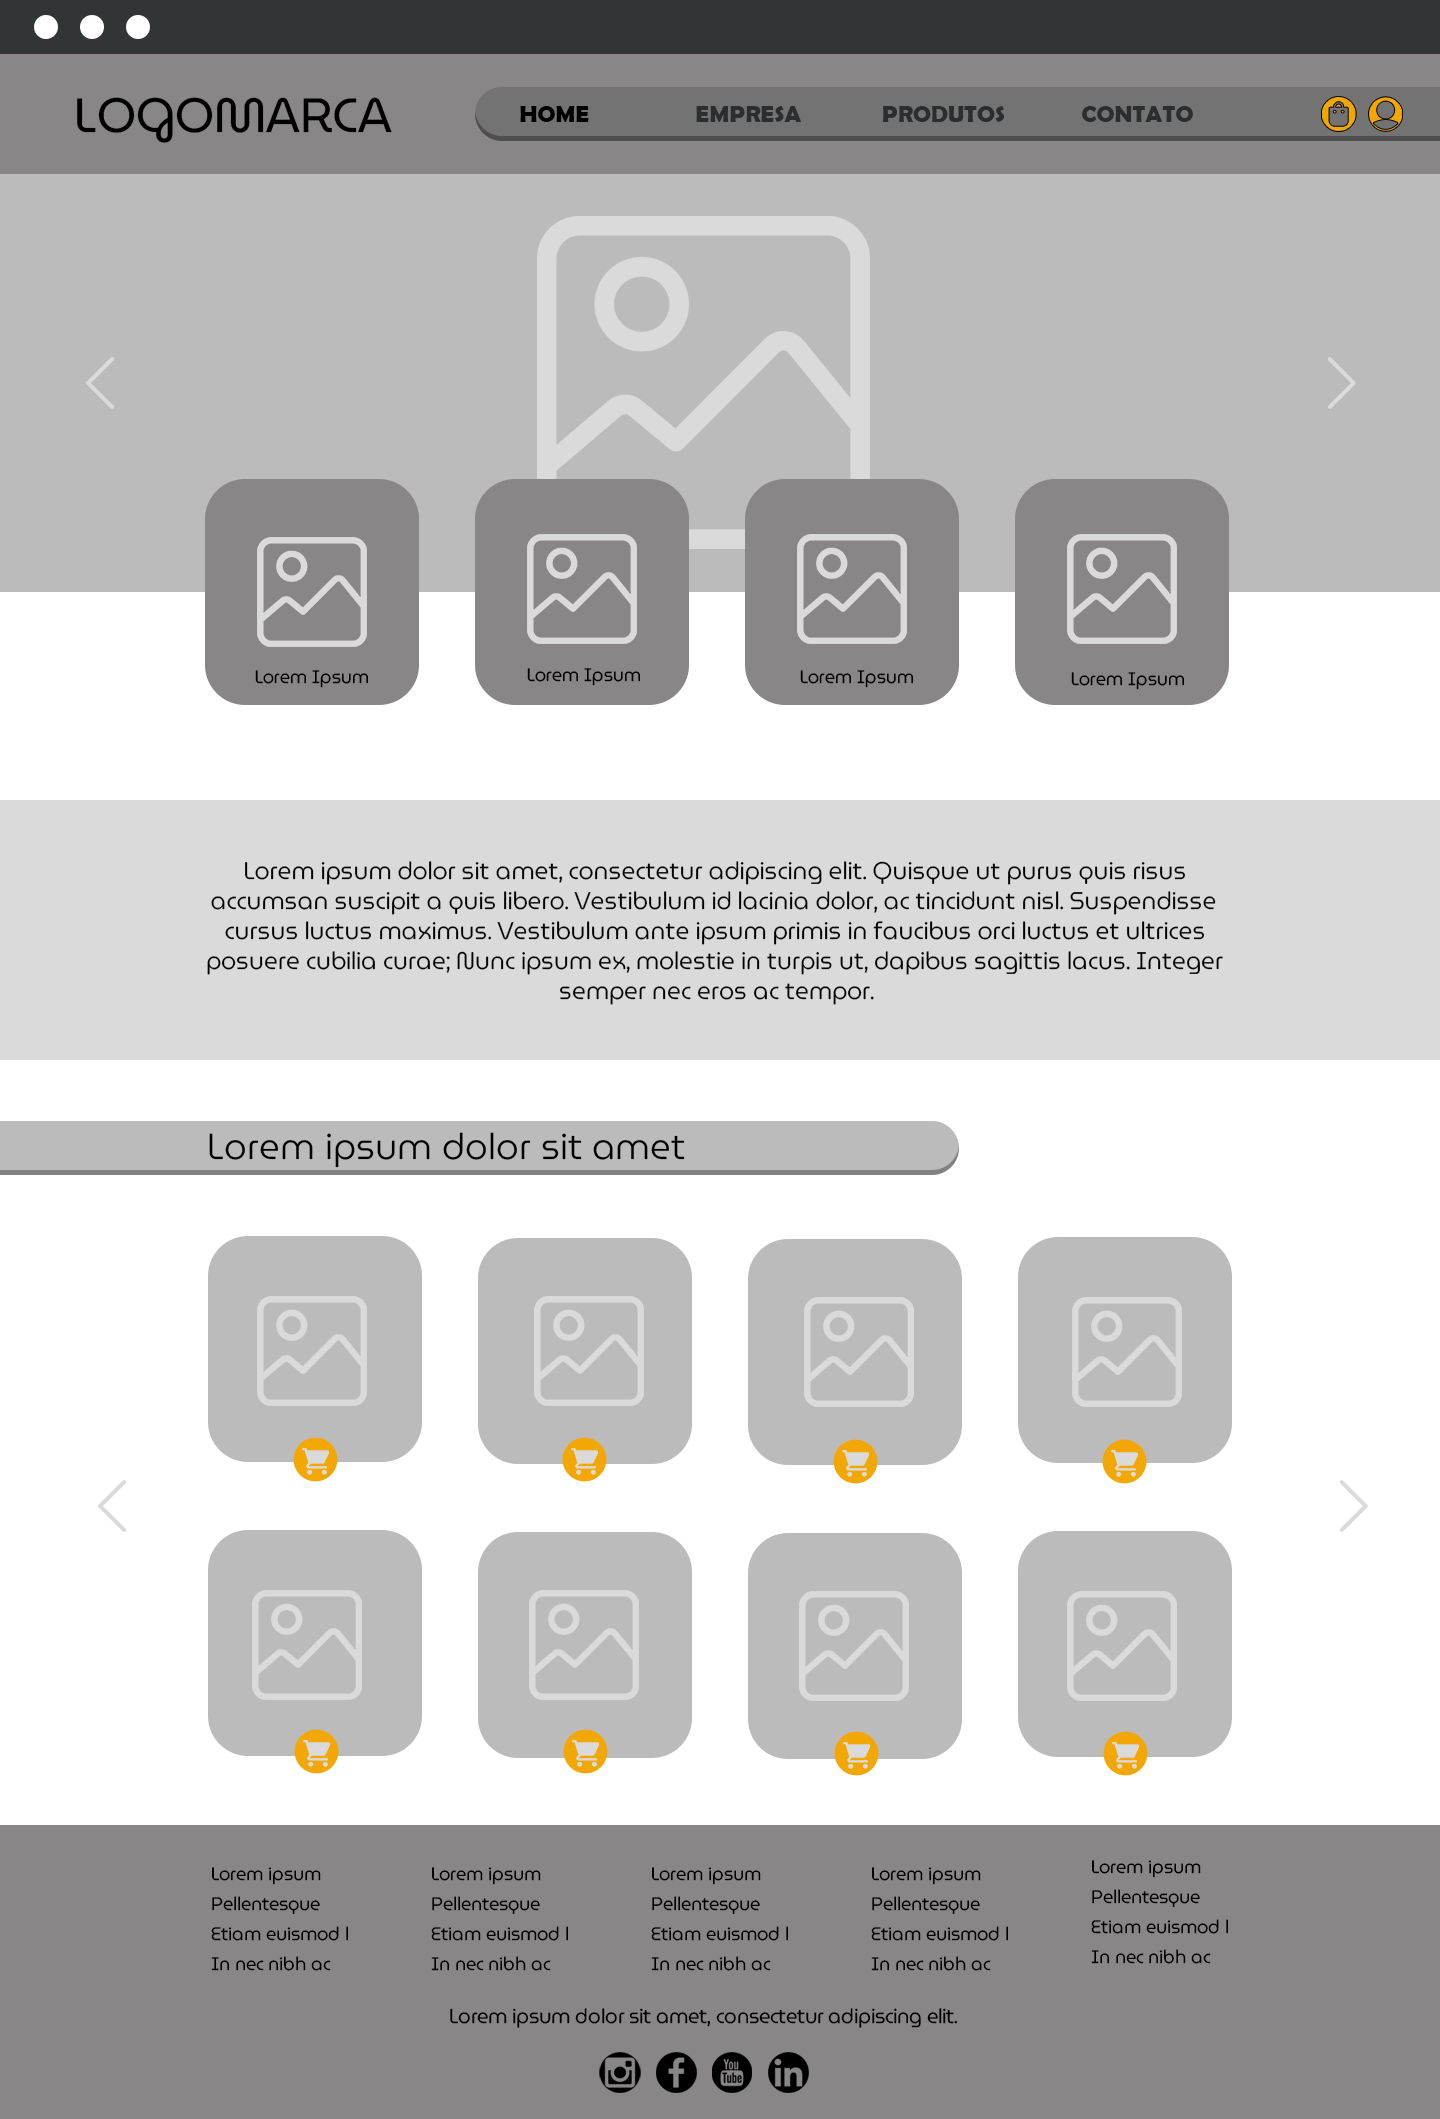 LOGOMARCA
HOME EMPRESA PRODUTOS CONTATO
Lorem Ipsum Lorem Ipsum Lorem Ipsum Lorem Ipsum
Lorem ipsum dolor sit amet, consectetur adipiscing elit. Quisque ut purus quis risus
accumsan suscipit a quis libero. Vestibulum id lacinia dolor, ac tincidunt nisl. Suspendisse
cursus luctus maximus. Vestibulum ante ipsum primis in faucibus orci luctus et ultrices
posuere cubilia curae; Nunc ipsum ex, molestie in turpis ut, dapibus sagittis lacus. Integer
semper nec eros ac tempor.
Lorem ipsum dolor sit amet
Lorem ipsum
Pellentesque
Etiam euismod l
In nec nibh ac
Lorem ipsum
Pellentesque
Etiam euismod l
In nec nibh ac
Lorem ipsum
Pellentesque
Etiam euismod l
In nec nibh ac
Lorem ipsum
Pellentesque
Etiam euismod l
In nec nibh ac
Lorem ipsum
Pellentesque
Etiam euismod l
In nec nibh ac
Lorem ipsum dolor sit amet, consectetur adipiscing elit.
You
Tube
in